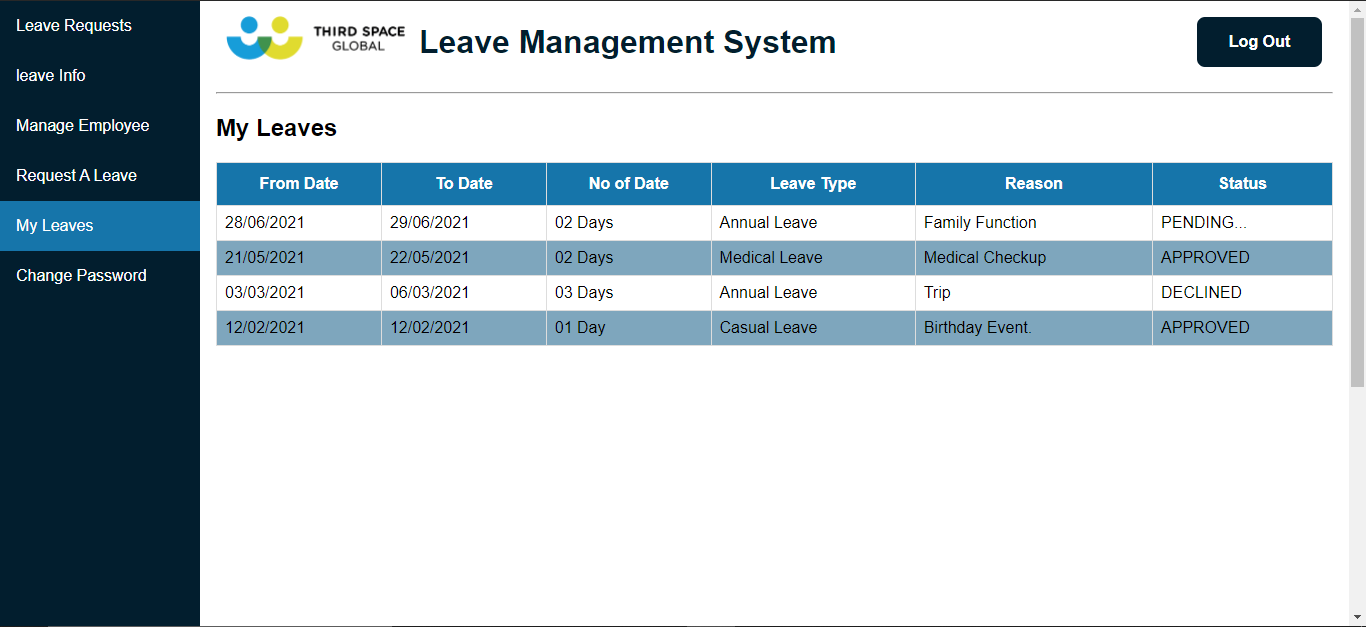 Leave Requests
leave Info
Manage Employee
Request A Leave
My Leaves
Change Password
THIRD SPACE
GLOBAL
Leave Management System
Log Out
My Leaves
From Date To Date No of Date Leave Type Reason Status
28/06/2021 29/06/2021 02 Days Annual Leave Family Function PENDING...
21/05/2021 22/05/2021 02 Days Medical Leave Medical Checkup APPROVED
03/03/2021 06/03/2021 03 Days Annual Leave Trip DECLINED
12/02/2021 12/02/2021 01 Day Casual Leave Birthday Event. APPROVED